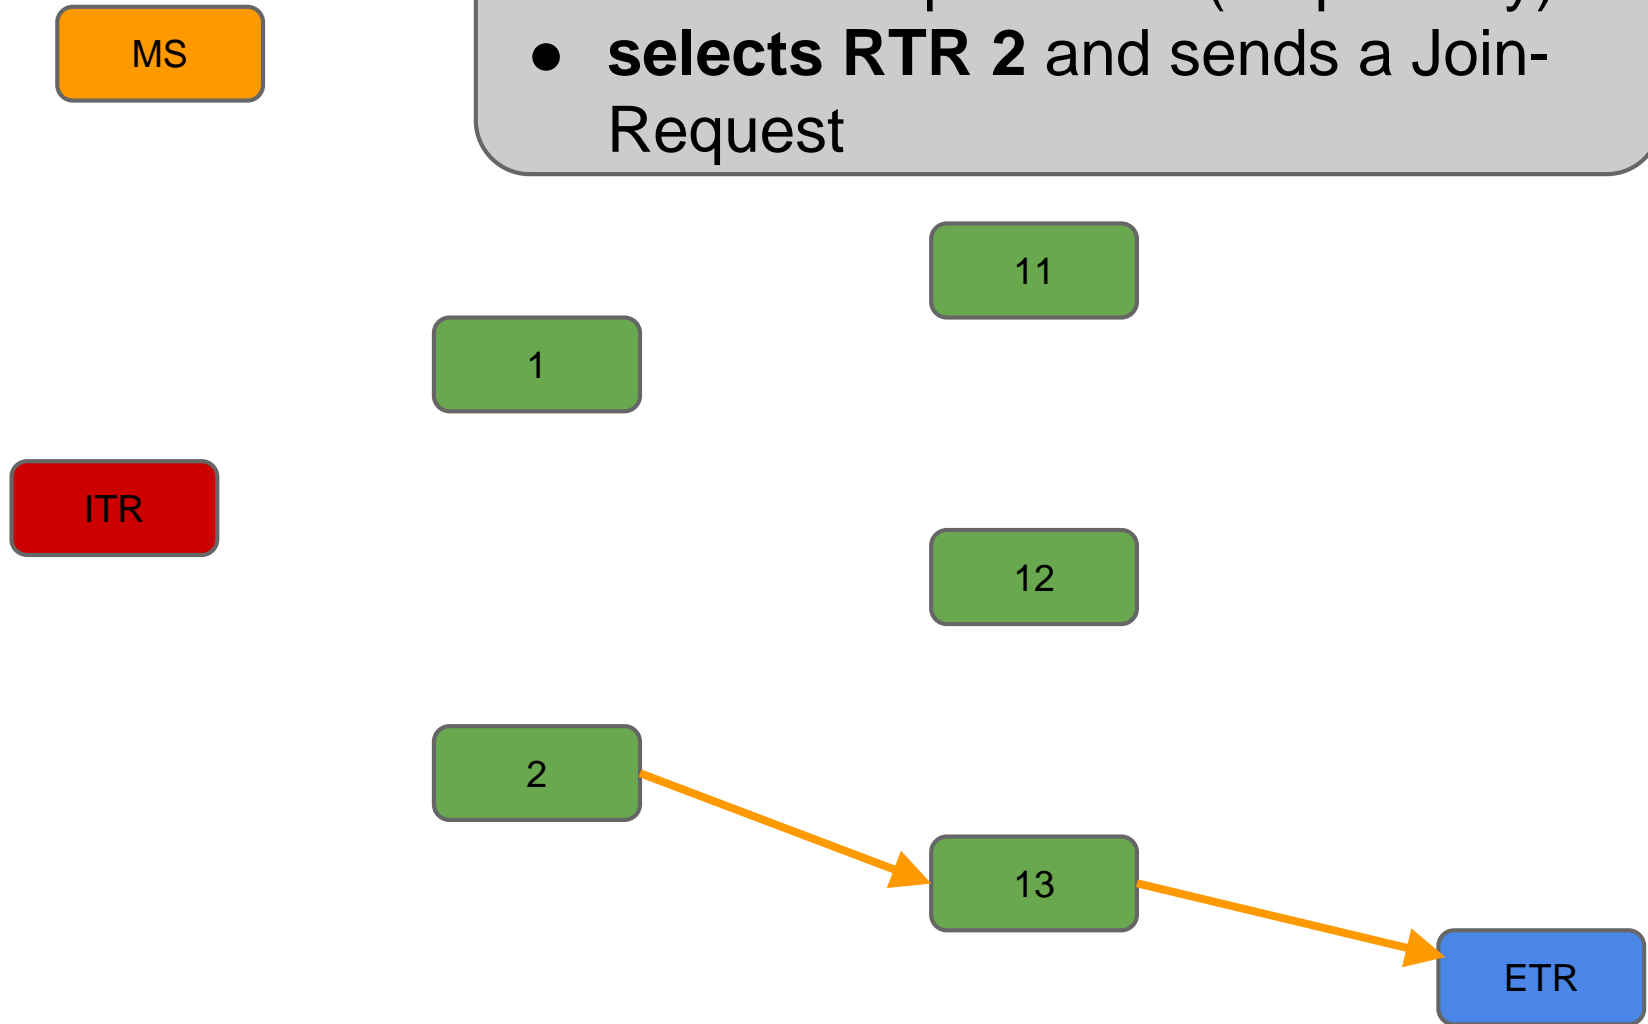 MS
● selects RTR 2 and sends a Join-
Request
11
1
ITR
12
2
13
ETR